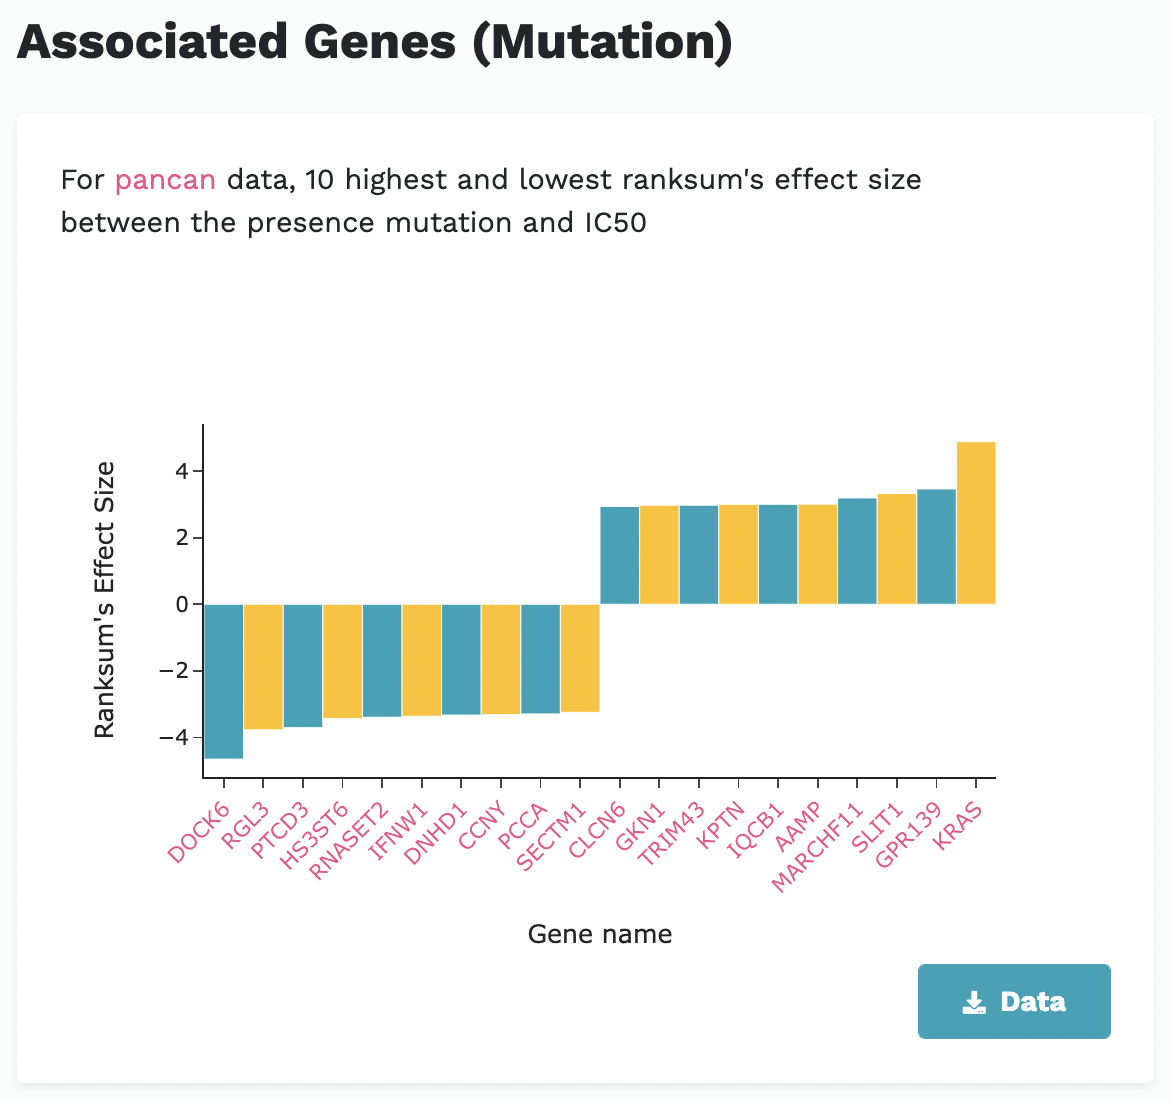 Associated Genes (Mutation)
For pancan data, 10 highest and lowest ranksum's effect size
between the presence mutation and IC50
Ranksum's Effect Size
4
2
0
−2
−4
DOCK6
RGL3
PTCD3
HS3ST6
RNASET2
IFNW1
DNHD1
CCNY
PCCA
SECTM1
CLCN6
GKN1
TRIM43
KPTN
IQCB1
AAMP
MARCHF11
SLIT1
GPR139
KRAS
Gene name
Data